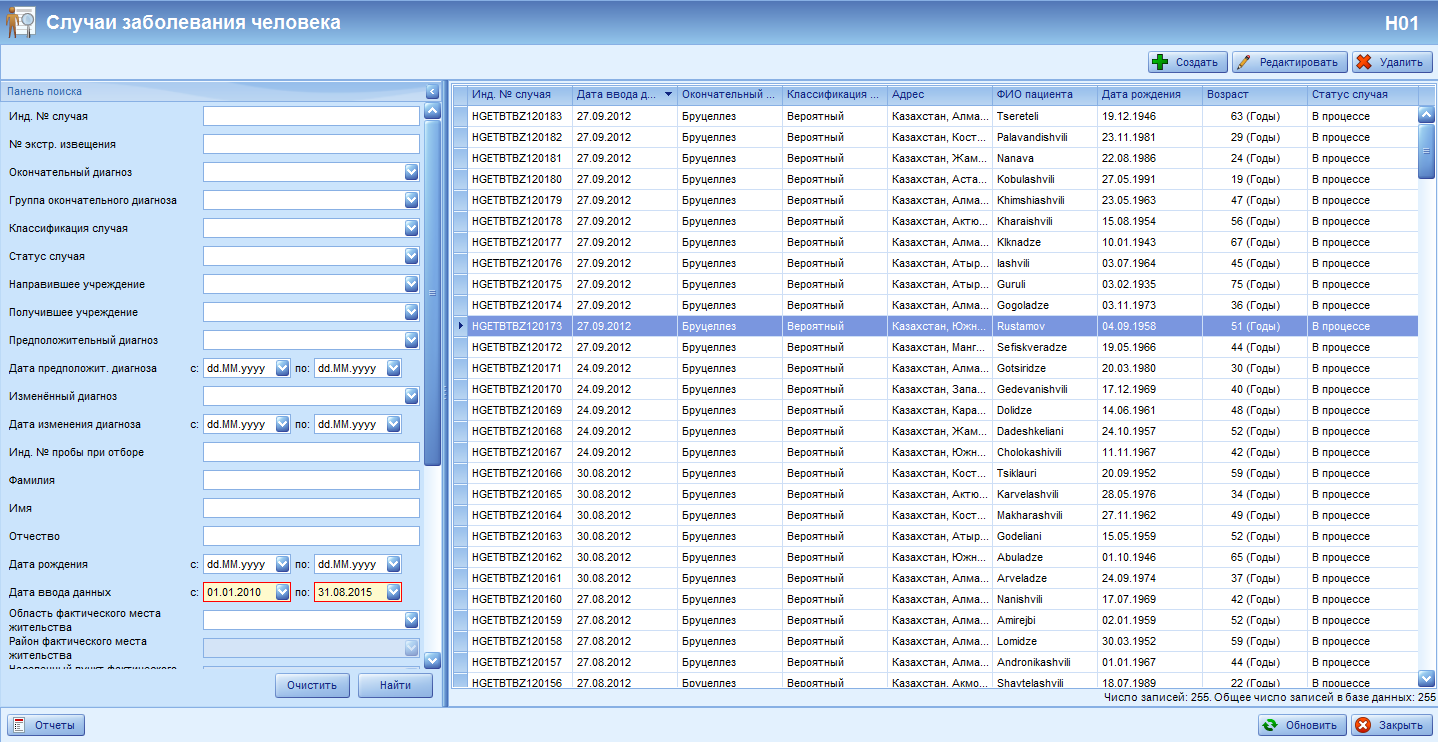 Случаи заболевания человека
H01
Создать Редактировать Удалить
Панель поиска
Инд. № случая
№ экстр. извещения
Окончательный диагноз
Группа окончательного диагноза
Классификация случая
Статус случая
Направившее учреждение
Получившее учреждение
Предположительный диагноз
Дата предположит. диагноза с: dd.MM.yyyy по: dd.MM.yyyy
Изменённый диагноз
Дата изменения диагноза с: dd.MM.yyyy по: dd.MM.yyyy
Инд. № пробы при отборе
Фамилия
Имя
Отчество
Дата рождения с: dd.MM.yyyy по: dd.MM.yyyy
Дата ввода данных с: 01.01.2010 по: 31.08.2015
Область фактического места
жительства
Район фактического места
жительства
Населенный пункт фактического
Очистить Найти
Инд. № случая Дата ввода д... Окончательный ... Классификация ... Адрес ФИО пациента Дата рождения Возраст Статус случая
HGETBTBZ120183 27.09.2012 Бруцеллез Вероятный Казахстан, Алма... Tsereteli 19.12.1946 63 (Годы) В процессе
HGETBTBZ120182 27.09.2012 Бруцеллез Вероятный Казахстан, Кост... Palavandishvili 23.11.1981 29 (Годы) В процессе
HGETBTBZ120181 27.09.2012 Бруцеллез Вероятный Казахстан, Жам... Nanava 22.08.1986 24 (Годы) В процессе
HGETBTBZ120180 27.09.2012 Бруцеллез Вероятный Казахстан, Аста... Kobulashvili 27.05.1991 19 (Годы) В процессе
HGETBTBZ120179 27.09.2012 Бруцеллез Вероятный Казахстан, Алма... Khimshiashvili 23.05.1963 47 (Годы) В процессе
HGETBTBZ120178 27.09.2012 Бруцеллез Вероятный Казахстан, Актю... Kharaishvili 15.08.1954 56 (Годы) В процессе
HGETBTBZ120177 27.09.2012 Бруцеллез Вероятный Казахстан, Алма... Klknadze 10.01.1943 67 (Годы) В процессе
HGETBTBZ120176 27.09.2012 Бруцеллез Вероятный Казахстан, Атыр... Iashvili 03.07.1964 45 (Годы) В процессе
HGETBTBZ120175 27.09.2012 Бруцеллез Вероятный Казахстан, Атыр... Guruli 03.02.1935 75 (Годы) В процессе
HGETBTBZ120174 27.09.2012 Бруцеллез Вероятный Казахстан, Алма... Gogoladze 03.11.1973 36 (Годы) В процессе
HGETBTBZ120173 27.09.2012 Бруцеллез Вероятный Казахстан, Южн... Rustamov 04.09.1958 51 (Годы) В процессе
HGETBTBZ120172 27.09.2012 Бруцеллез Вероятный Казахстан, Манг... Sefiskveradze 19.05.1966 44 (Годы) В процессе
HGETBTBZ120171 24.09.2012 Бруцеллез Вероятный Казахстан, Алма... Gotsiridze 20.03.1980 30 (Годы) В процессе
HGETBTBZ120170 24.09.2012 Бруцеллез Вероятный Казахстан, Запа... Gedevanishvili 17.12.1969 40 (Годы) В процессе
HGETBTBZ120169 24.09.2012 Бруцеллез Вероятный Казахстан, Кара... Dolidze 14.06.1961 48 (Годы) В процессе
HGETBTBZ120168 24.09.2012 Бруцеллез Вероятный Казахстан, Жам... Dadeshkeliani 24.10.1957 52 (Годы) В процессе
HGETBTBZ120167 24.09.2012 Бруцеллез Вероятный Казахстан, Южн... Cholokashivili 11.11.1967 42 (Годы) В процессе
HGETBTBZ120166 30.08.2012 Бруцеллез Вероятный Казахстан, Кост... Tsiklauri 20.09.1952 59 (Годы) В процессе
HGETBTBZ120165 30.08.2012 Бруцеллез Вероятный Казахстан, Актю... Karvelashvili 28.05.1976 34 (Годы) В процессе
HGETBTBZ120164 30.08.2012 Бруцеллез Вероятный Казахстан, Кост... Makharashvili 27.11.1962 49 (Годы) В процессе
HGETBTBZ120163 30.08.2012 Бруцеллез Вероятный Казахстан, Атыр... Godeliani 15.05.1959 52 (Годы) В процессе
HGETBTBZ120162 30.08.2012 Бруцеллез Вероятный Казахстан, Южн... Abuladze 01.10.1946 65 (Годы) В процессе
HGETBTBZ120161 30.08.2012 Бруцеллез Вероятный Казахстан, Алма... Arveladze 24.09.1974 37 (Годы) В процессе
HGETBTBZ120160 27.08.2012 Бруцеллез Вероятный Казахстан, Алма... Nanishvili 17.07.1969 42 (Годы) В процессе
HGETBTBZ120159 27.08.2012 Бруцеллез Вероятный Казахстан, Алма... Amirejbi 02.01.1959 52 (Годы) В процессе
HGETBTBZ120158 27.08.2012 Бруцеллез Вероятный Казахстан, Алма... Lomidze 30.03.1952 59 (Годы) В процессе
HGETBTBZ120157 27.08.2012 Бруцеллез Вероятный Казахстан, Алма... Andronikashvili 01.01.1967 44 (Годы) В процессе
HGETBTBZ120156 27.08.2012 Бруцеллез Вероятный Казахстан, Акмо... Shavtelashvili 18.07.1989 22 (Годы) В процессе
Число записей: 255. Общее число записей в базе данных: 255
Отчеты Обновить Закрыть